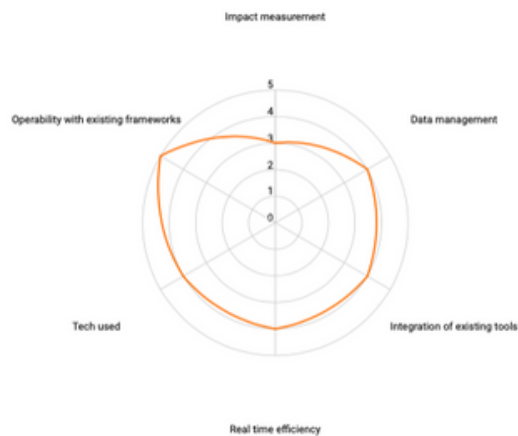 Impact measurement
5
4
Operability with existing frameworks
Data management
3
2
1
0
Tech used
Integration of existing tools
Real time efficiency